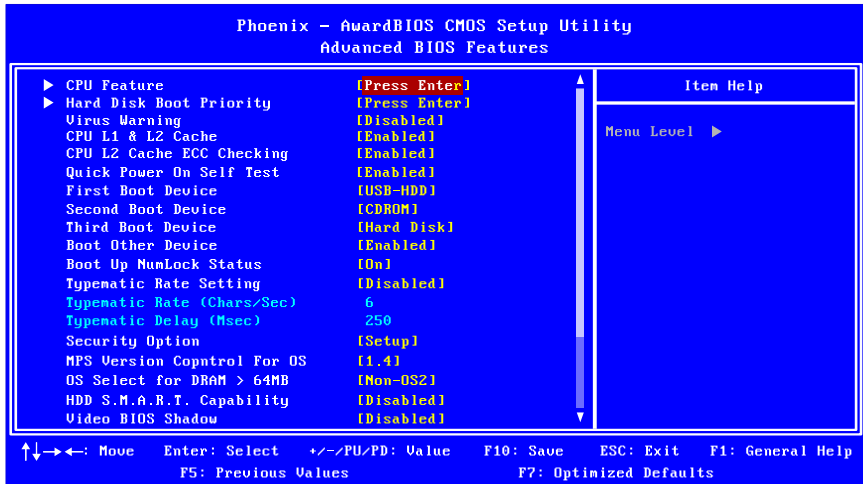 Phoenix – AwardBIOS CMOS Setup Utility
Advanced BIOS Features
▶ CPU Feature [Press Enter]
▶ Hard Disk Boot Priority [Press Enter]
Virus Warning [Disabled]
CPU L1 & L2 Cache [Enabled]
CPU L2 Cache ECC Checking [Enabled]
Quick Power On Self Test [Enabled]
First Boot Device [USB-HDD]
Second Boot Device [CDROM]
Third Boot Device [Hard Disk]
Boot Other Device [Enabled]
Boot Up NumLock Status [On]
Typematic Rate Setting [Disabled]
Typematic Rate (Chars/Sec) 6
Typematic Delay (Msec) 250
Security Option [Setup]
MPS Version Copntrol For OS [1.4]
OS Select for DRAM > 64MB [Non-OS2]
HDD S.M.A.R.T. Capability [Disabled]
Video BIOS Shadow [Disabled]
Item Help
Menu Level ▶
↑↓→←: Move Enter: Select +/-/PU/PD: Value F10: Save ESC: Exit F1: General Help
F5: Previous Values F7: Optimized Defaults